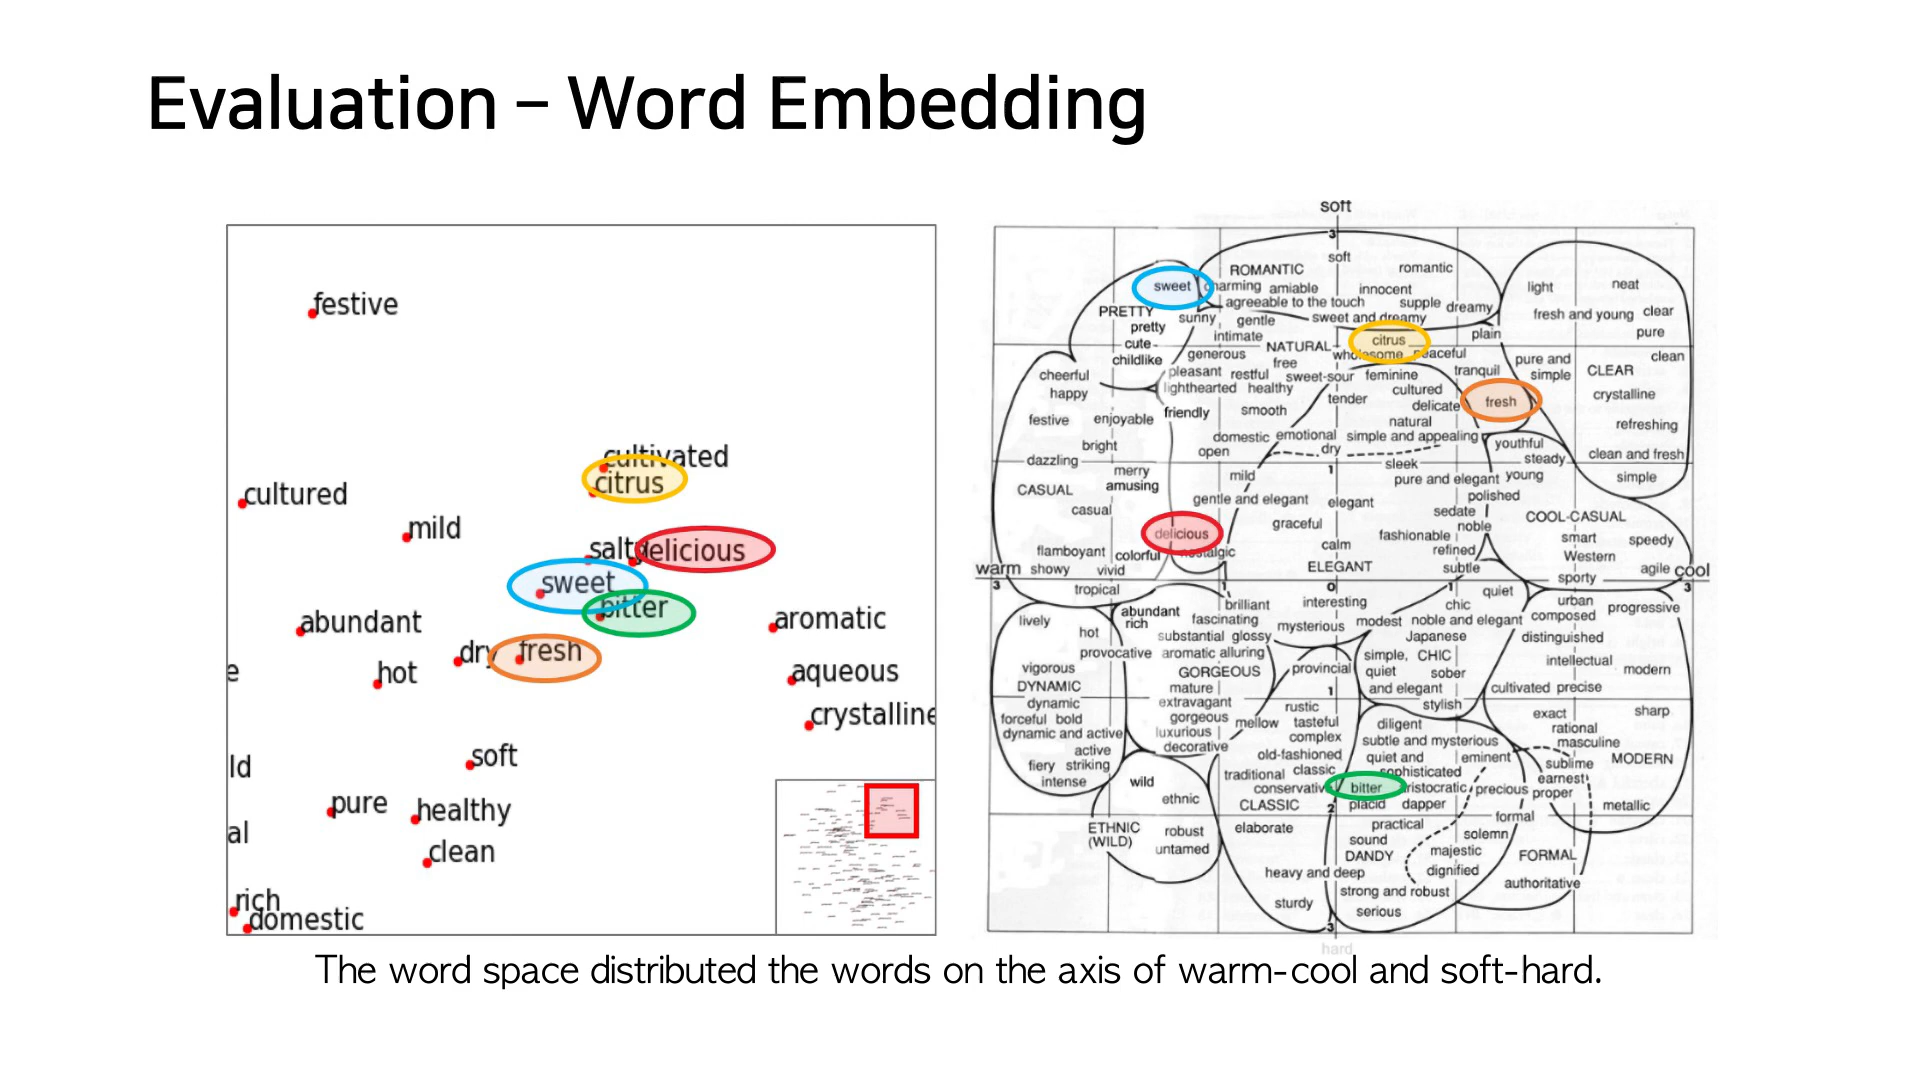 Evaluation – Word Embedding
festive
cultivated
citrus
cultured
mild
salty
delicious
sweet
bitter
abundant
aromatic
dry
fresh
e
hot
aqueous
crystalline
soft
ld
pure
healthy
al
clean
rich
domestic
soft
3
soft
ROMANTIC
romantic
sweet
charming
amiable
innocent
light
neat
agreeable to the touch
supple
dreamy
PRETTY
sunny
gentle
sweet and dreamy
fresh and young
clear
pretty
intimate
citrus
plain
pure
cute
NATURAL
wholesome
peaceful
childlike
generous
free
pure and simple
clean
cheerful
pleasant
restful
sweet-sour
feminine
tranquil
CLEAR
happy
lighthearted
healthy
tender
cultured
crystalline
festive
enjoyable
friendly
smooth
delicate
fresh
natural
refreshing
bright
domestic
emotional
simple and appealing
youthful
dazzling
open
dry
steady
clean and fresh
merry
1
sleek
CASUAL
amusing
mild
pure and elegant
young
simple
gentle and elegant
elegant
polished
casual
graceful
sedate
COOL-CASUAL
delicious
noble
fashionable
smart
speedy
flamboyant
colorful
nostalgic
calm
refined
Western
warm
showy
vivid
ELEGANT
subtle
agile
cool
sporty
3
tropical
1
0
1
quiet
3
lively
abundant
brilliant
interesting
chic
urban
progressive
rich
fascinating
modest
noble and elegant
composed
hot
substantial
glossy
mysterious
Japanese
distinguished
provocative
aromatic
alluring
simple, quiet and elegant
CHIC
intellectual
vigorous
GORGEOUS
provincial
sober
modern
DYNAMIC
mature
1
cultivated
precise
dynamic
extravagant
rustic
stylish
exact
sharp
forceful
bold
gorgeous
mellow
tasteful
diligent
rational
dynamic and active
luxurious
complex
subtle and mysterious
masculine
active
decorative
old-fashioned
quiet and sophisticated
eminent
sublime
MODERN
fiery
striking
traditional
classic
earnest
intense
wild
conservative
bitter
aristocratic
precious
proper
ethnic
CLASSIC
2
placid
dapper
metallic
ETHNIC
(WILD)
robust
elaborate
practical
formal
untamed
sound
solemn
DANDY
majestic
FORMAL
heavy and deep
dignified
authoritative
strong and robust
sturdy
serious
3
hard
The word space distributed the words on the axis of warm-cool and soft-hard.